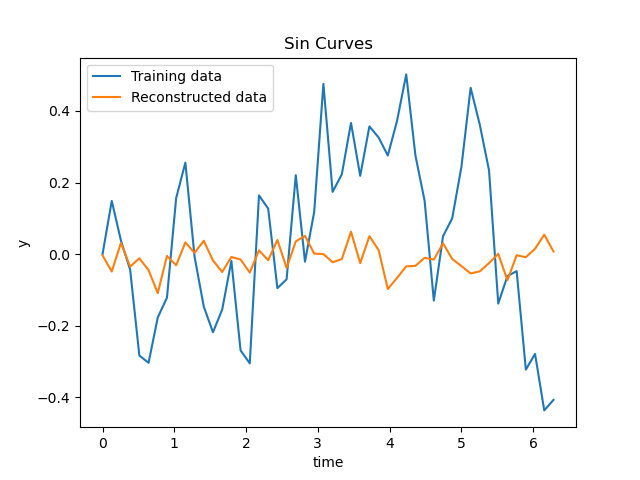 Sin Curves
Training data
Reconstructed data
0.4
0.2
0.0
−0.2
−0.4
y
0 1 2 3 4 5 6
time